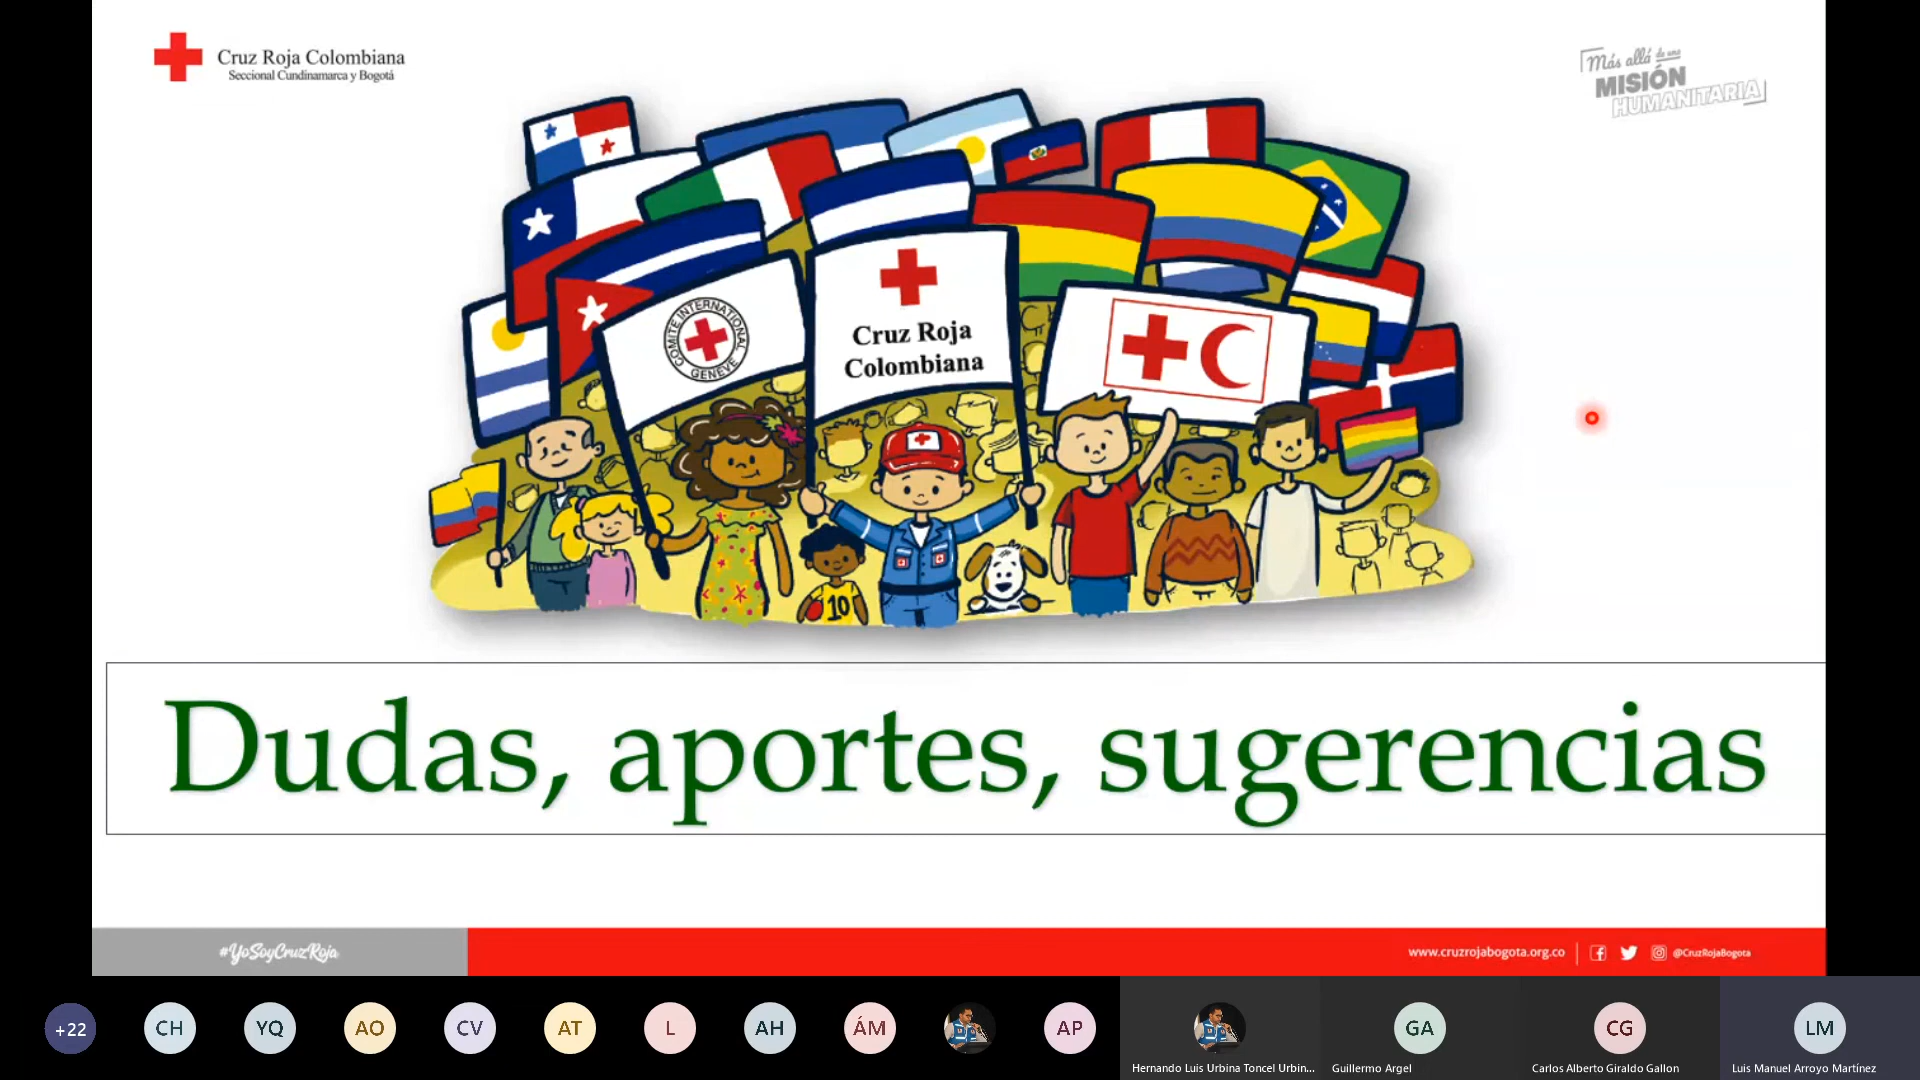 Cruz Roja Colombiana
Seccional Cundinamarca y Bogotá
Más allá de una
MISIÓN
HUMANITARIA
COMITE INTERNATIONAL
GENEVE
Cruz Roja
Colombiana
10
Dudas, aportes, sugerencias
#YoSoyCruzRoja
www.cruzrojabogota.org.co
@CruzRojaBogota
+22
CH
YQ
AO
CV
AT
L
AH
ÁM
AP
GA
CG
LM
Hernando Luis Urbina Toncel Urbin...
Guillermo Argel
Carlos Alberto Giraldo Gallon
Luis Manuel Arroyo Martínez